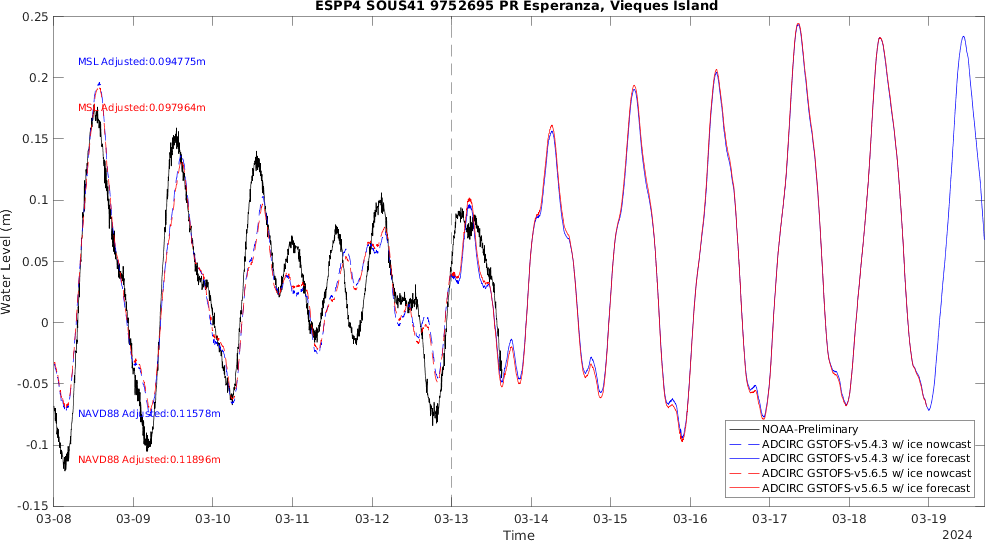 ESPP4 SOUS41 9752695 PR Esperanza, Vieques Island
0.25
0.2
0.15
0.1
0.05
0
-0.05
-0.1
-0.15
Water Level (m)
MSL Adjusted:0.094775m
MSL Adjusted:0.097964m
NAVD88 Adjusted:0.11578m
NAVD88 Adjusted:0.11896m
NOAA-Preliminary
ADCIRC GSTOFS-v5.4.3 w/ ice nowcast
ADCIRC GSTOFS-v5.4.3 w/ ice forecast
ADCIRC GSTOFS-v5.6.5 w/ ice nowcast
ADCIRC GSTOFS-v5.6.5 w/ ice forecast
03-08 03-09 03-10 03-11 03-12 03-13 03-14 03-15 03-16 03-17 03-18 03-19
Time
2024